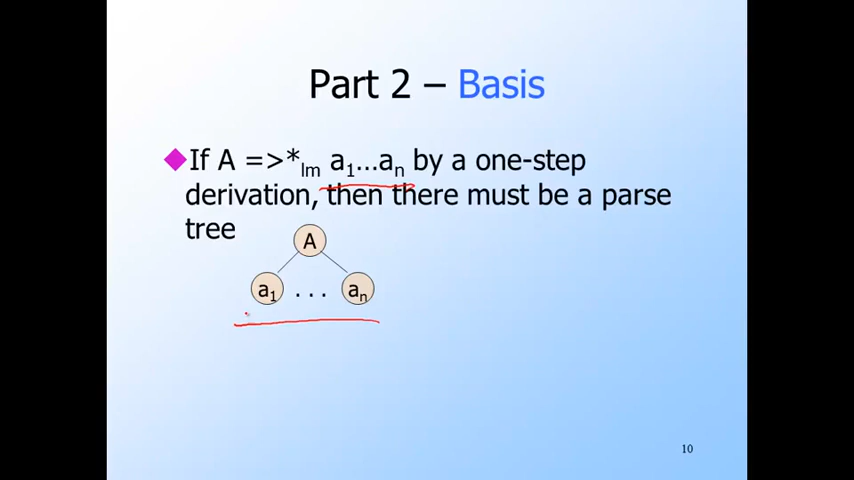 Part 2 – Basis
If A =>*lm a1…an by a one-step
derivation, then there must be a parse
tree
A
a1 . . . an
10